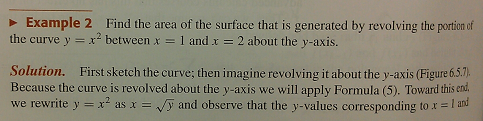 ▶ Example 2 Find the area of the surface that is generated by revolving the portion of
the curve y = x² between x = 1 and x = 2 about the y-axis.
Solution. First sketch the curve; then imagine revolving it about the y-axis (Figure 6.5.7).
Because the curve is revolved about the y-axis we will apply Formula (5). Toward this end,
we rewrite y = x² as x = √y and observe that the y-values corresponding to x = 1 and